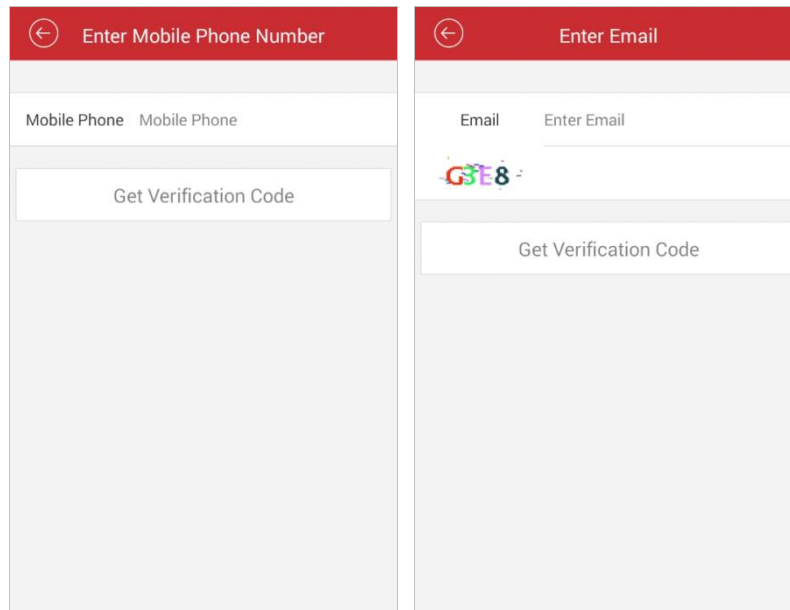 Enter Mobile Phone Number
Mobile Phone Mobile Phone
Get Verification Code
Enter Email
Email Enter Email
G3E8
Get Verification Code